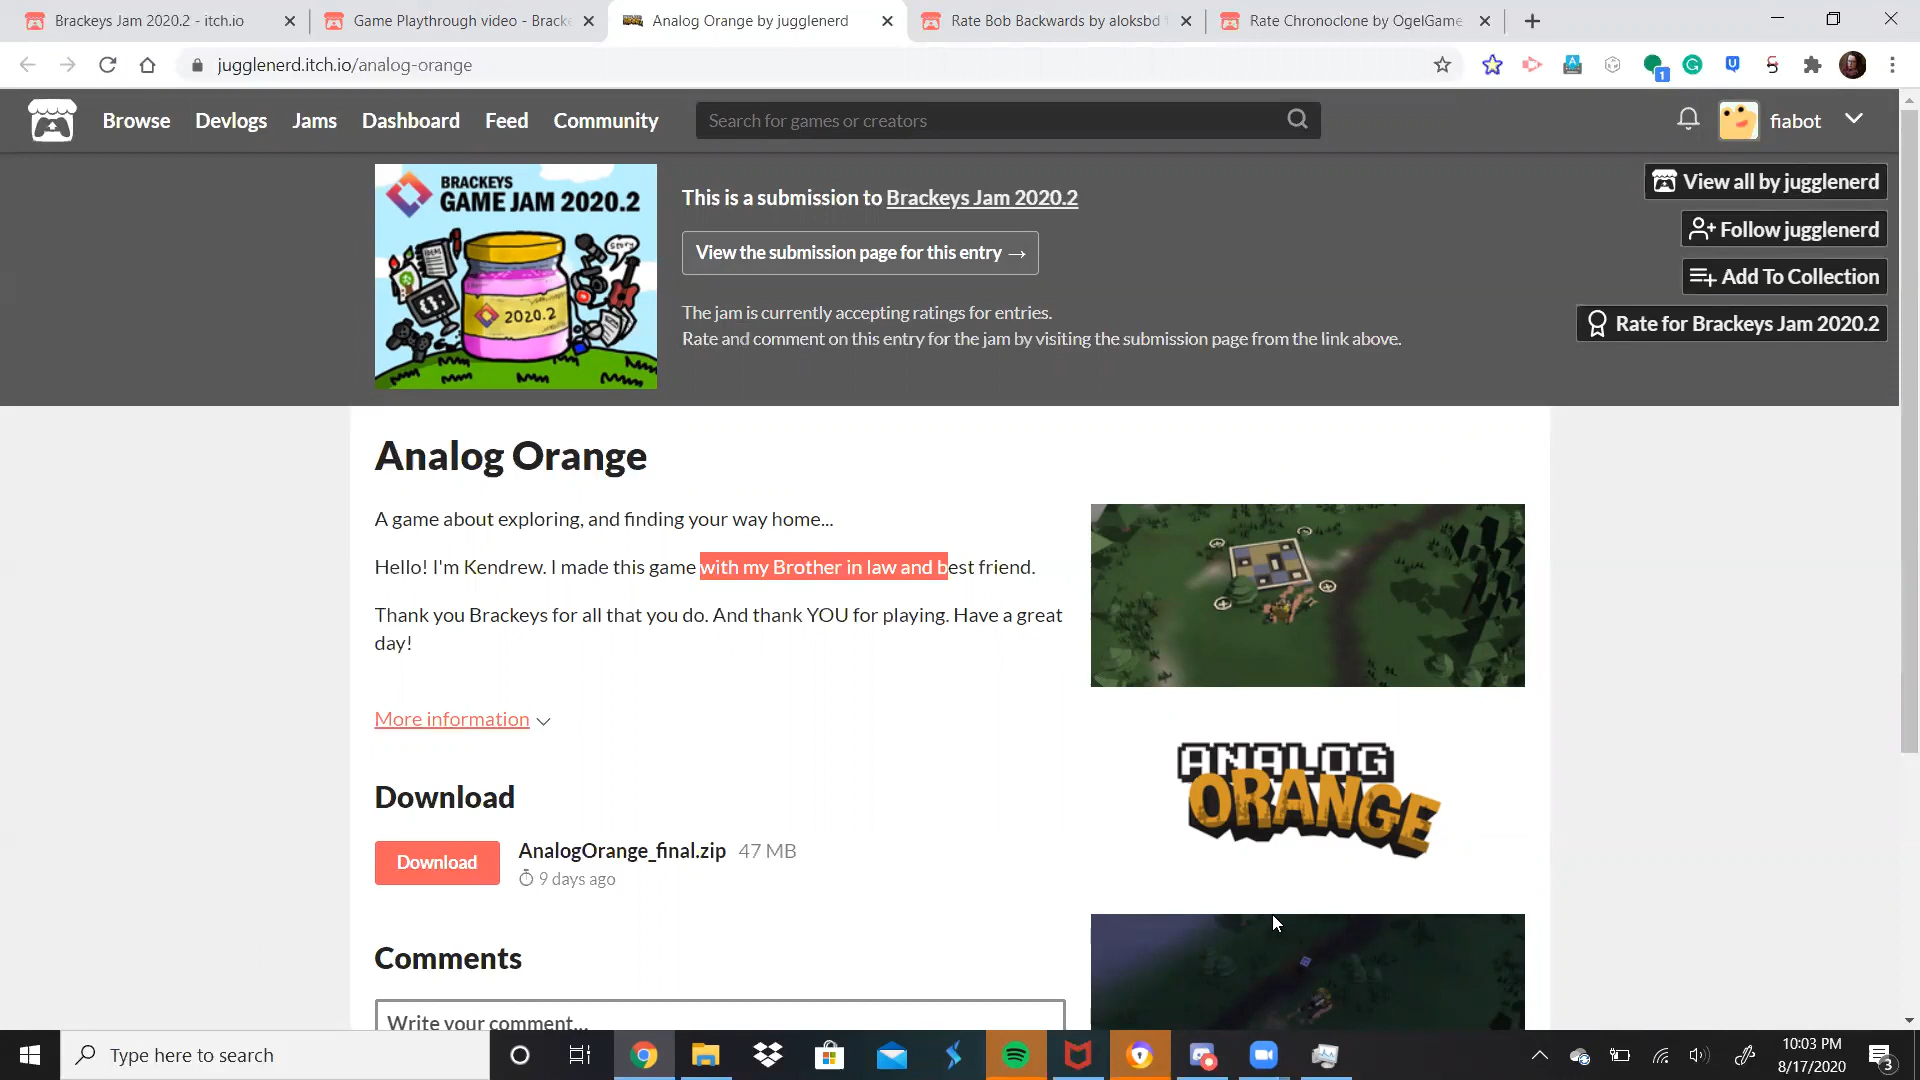 Brackeys Jam 2020.2 - itch.io
Game Playthrough video - Bracke
Analog Orange by jugglenerd
Rate Bob Backwards by aloksbd
Rate Chronoclone by OgelGame
jugglenerd.itch.io/analog-orange
1
Browse
Devlogs
Jams
Dashboard
Feed
Community
Search for games or creators
fiabot
BRACKEYS
GAME JAM 2020.2
IDEAS
Story
{;}
2020.2
This is a submission to Brackeys Jam 2020.2
View the submission page for this entry →
The jam is currently accepting ratings for entries.
Rate and comment on this entry for the jam by visiting the submission page from the link above.
View all by jugglenerd
Follow jugglenerd
Add To Collection
Rate for Brackeys Jam 2020.2
Analog Orange
A game about exploring, and finding your way home...
Hello! I'm Kendrew. I made this game with my Brother in law and best friend.
Thank you Brackeys for all that you do. And thank YOU for playing. Have a great
day!
More information
Download
Download
AnalogOrange_final.zip 47 MB
9 days ago
Comments
Write your comment...
ANALOG
ORANGE
Type here to search
10:03 PM
8/17/2020
3